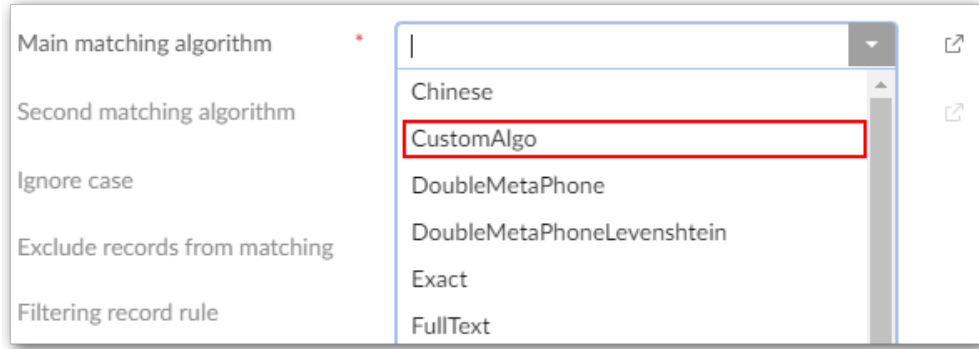 Main matching algorithm *
Chinese
Second matching algorithm
CustomAlgo
Ignore case
DoubleMetaPhone
DoubleMetaPhoneLevenshtein
Exclude records from matching
Exact
Filtering record rule
FullText